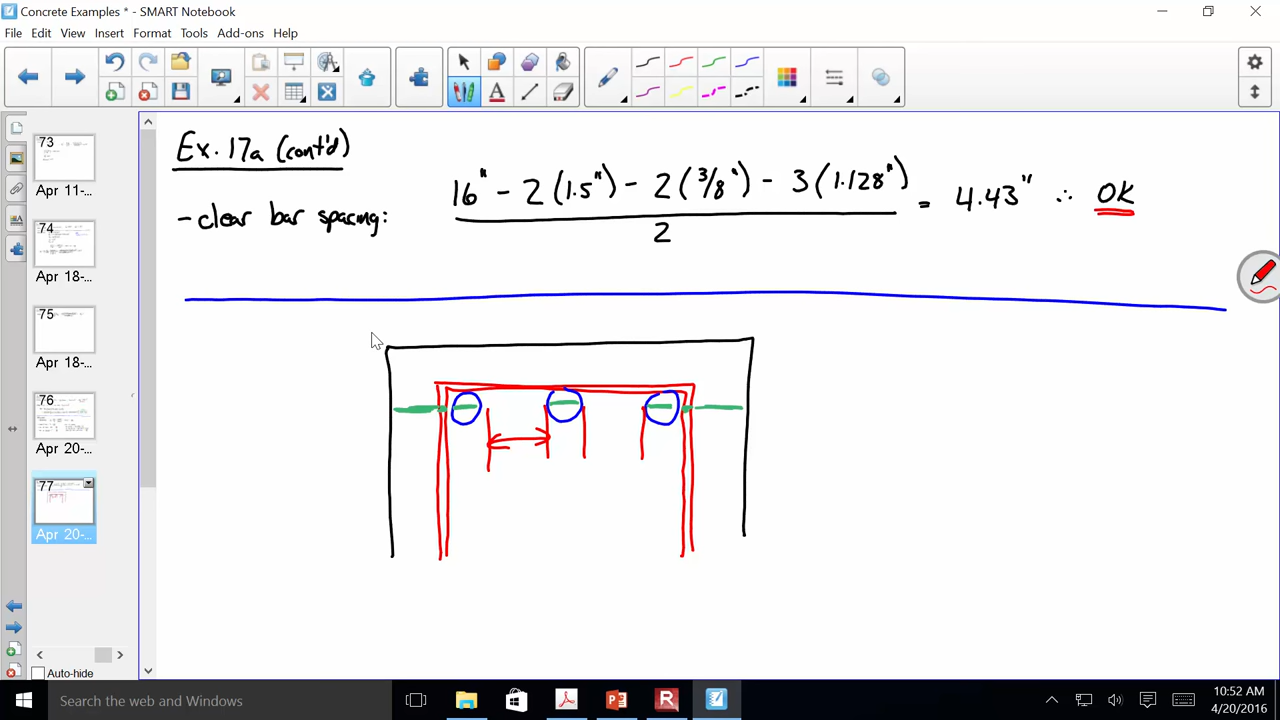 Concrete Examples * - SMART Notebook
File Edit View Insert Format Tools Add-ons Help
73
Apr 11-...
74
Apr 18-...
75
Apr 18-...
76
Apr 20-...
77
Apr 20-...
Auto-hide
Ex. 17a (cont'd)
- clear bar spacing:
16" - 2 (1.5") - 2 (3/8") - 3 (1.128")
2
= 4.43" ∴ OK
Search the web and Windows
10:52 AM
4/20/2016